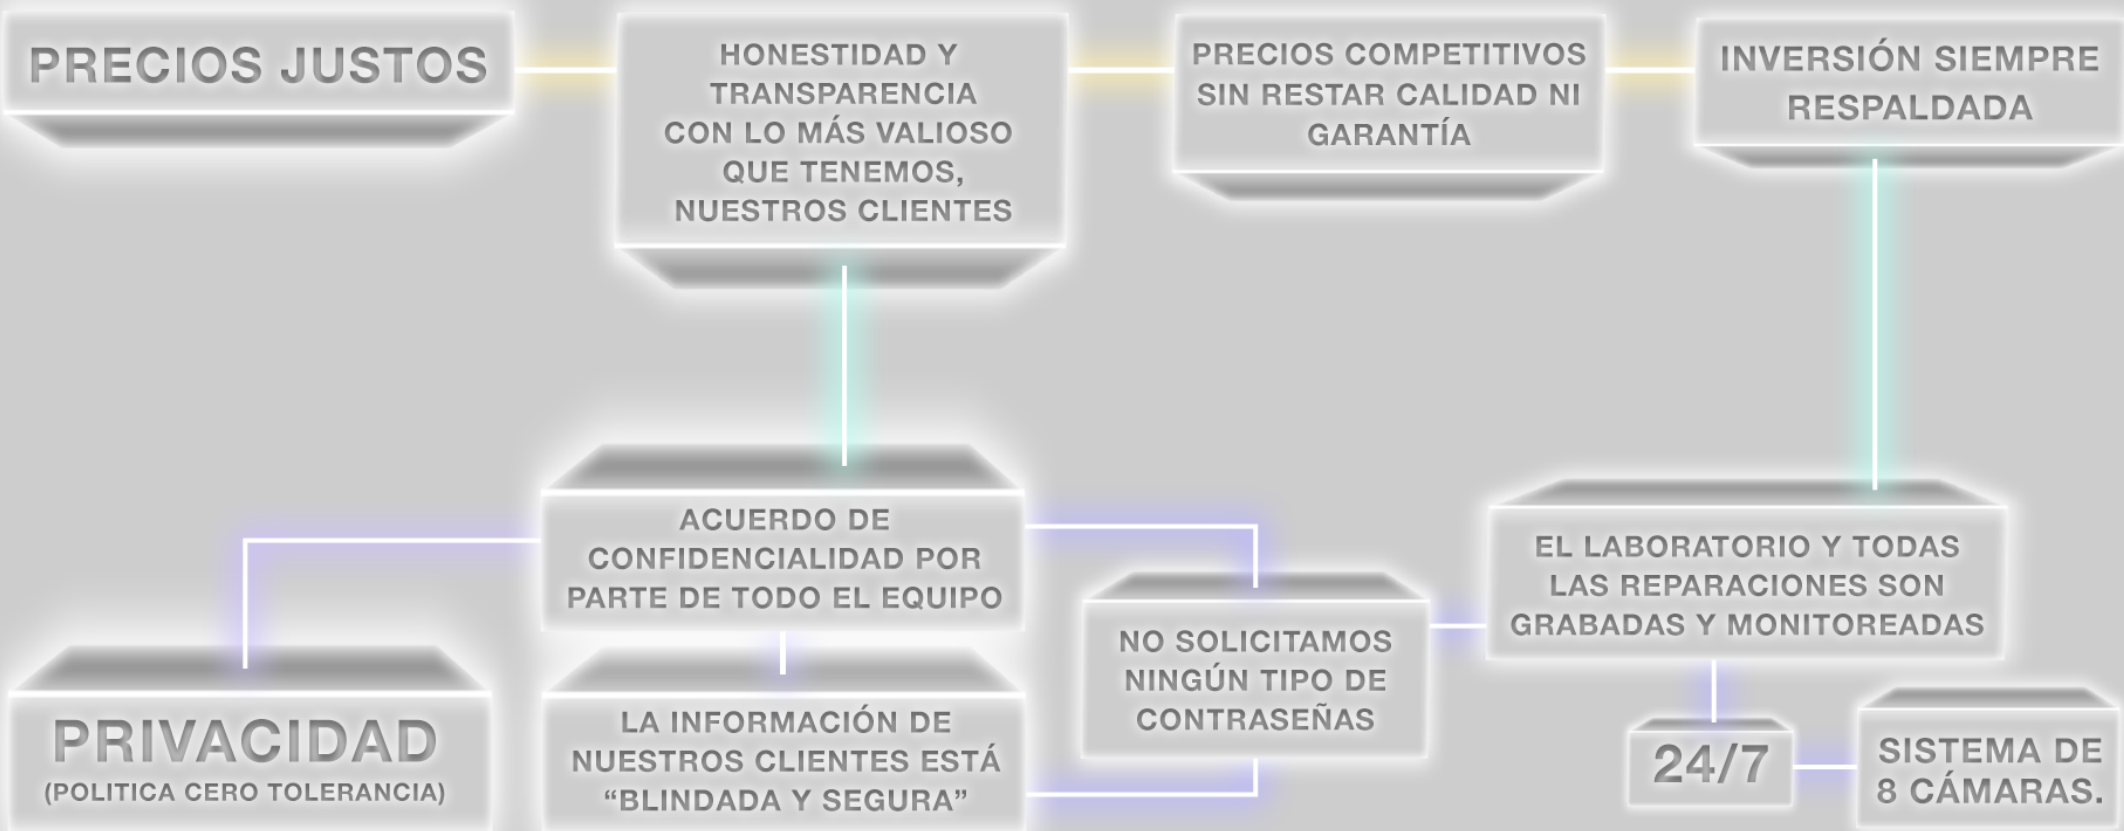 PRECIOS JUSTOS
HONESTIDAD Y
TRANSPARENCIA
CON LO MÁS VALIOSO
QUE TENEMOS,
NUESTROS CLIENTES
PRECIOS COMPETITIVOS
SIN RESTAR CALIDAD NI
GARANTÍA
INVERSIÓN SIEMPRE
RESPALDADA
ACUERDO DE
CONFIDENCIALIDAD POR
PARTE DE TODO EL EQUIPO
PRIVACIDAD
(POLITICA CERO TOLERANCIA)
LA INFORMACIÓN DE
NUESTROS CLIENTES ESTÁ
“BLINDADA Y SEGURA”
NO SOLICITAMOS
NINGÚN TIPO DE
CONTRASEÑAS
EL LABORATORIO Y TODAS
LAS REPARACIONES SON
GRABADAS Y MONITOREADAS
24/7
SISTEMA DE
8 CÁMARAS.